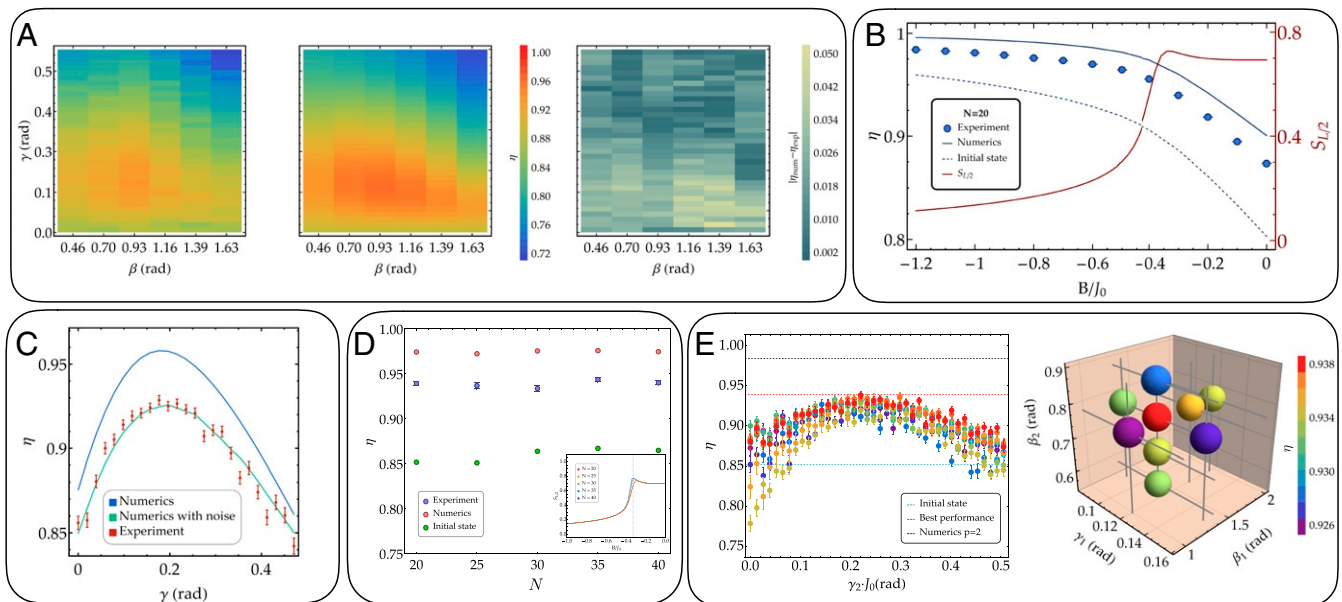 A
γ (rad)
0.5
0.4
0.3
0.1
0.0
0.46 0.70 0.93 1.16 1.39 1.63
β (rad)
0.46 0.70 0.93 1.16 1.39 1.63
β (rad)
1.00
0.96
0.92
0.88
0.84
0.80
0.76
0.72
η
0.46 0.70 0.93 1.16 1.39 1.63
β (rad)
|ηnum−ηexp|
0.050
0.042
0.034
0.026
0.018
0.010
0.002
B
η
1
0.9
0.8
N=20
Experiment
Numerics
Initial state
S_{L/2}
0.8
0.4
0
S_{L/2}
−1.2 −1 −0.8 −0.6 −0.4 −0.2 0
B/J₀
C
η
0.95
0.9
0.85
Numerics
Numerics with noise
Experiment
0 0.2 0.4
γ (rad)
D
η
1.00
0.95
0.90
0.85
0.80
0.75
Experiment
Numerics
Initial state
N = 20
N = 25
N = 30
N = 35
N = 40
B/J₀
20 25 30 35 40
N
E
η
1.00
0.95
0.90
0.85
0.80
0.75
Initial state
Best performance
Numerics p=2
0.0 0.1 0.2 0.3 0.4 0.5
γ₂·J₀(rad)
β₂ (rad)
0.9
0.8
0.7
0.6
0.1
0.12
0.14
0.16
γ₁ (rad)
1
1.5
2
β₁ (rad)
η
0.938
0.934
0.930
0.926